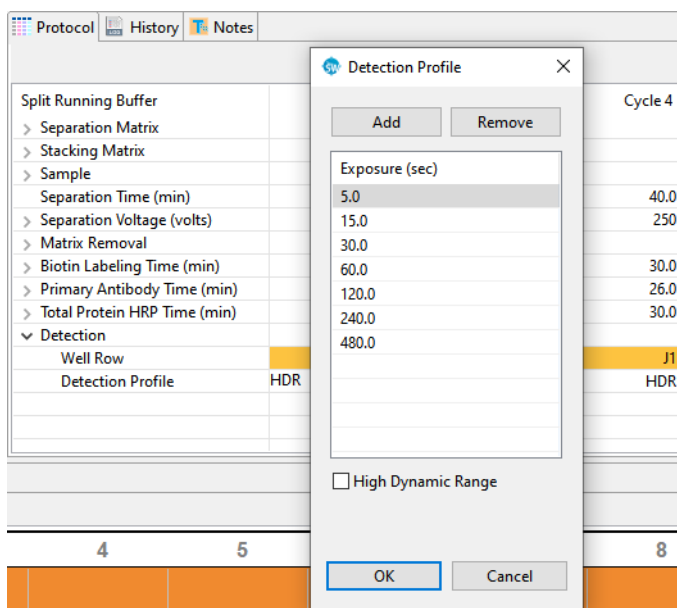 Protocol History Notes
SW Detection Profile
Add Remove
Exposure (sec)
5.0
15.0
30.0
60.0
120.0
240.0
480.0
High Dynamic Range
OK Cancel
Split Running Buffer Cycle 4
Separation Matrix
Stacking Matrix
Sample
Separation Time (min) 40.0
Separation Voltage (volts) 250
Matrix Removal
Biotin Labeling Time (min) 30.0
Primary Antibody Time (min) 26.0
Total Protein HRP Time (min) 30.0
Detection
Well Row J1
Detection Profile HDR HDR
4 5 8